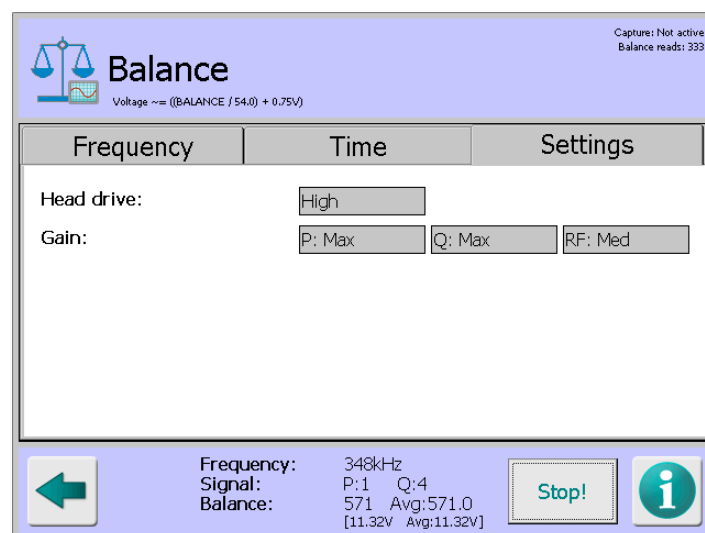 Capture: Not active
Balance reads: 333
Balance
Voltage ~= ((BALANCE / 54.0) + 0.75V)
Frequency Time Settings
Head drive: High
Gain: P: Max Q: Max RF: Med
Frequency: 348kHz
Signal: P:1 Q:4
Balance: 571 Avg:571.0
[11.32V Avg:11.32V]
Stop!